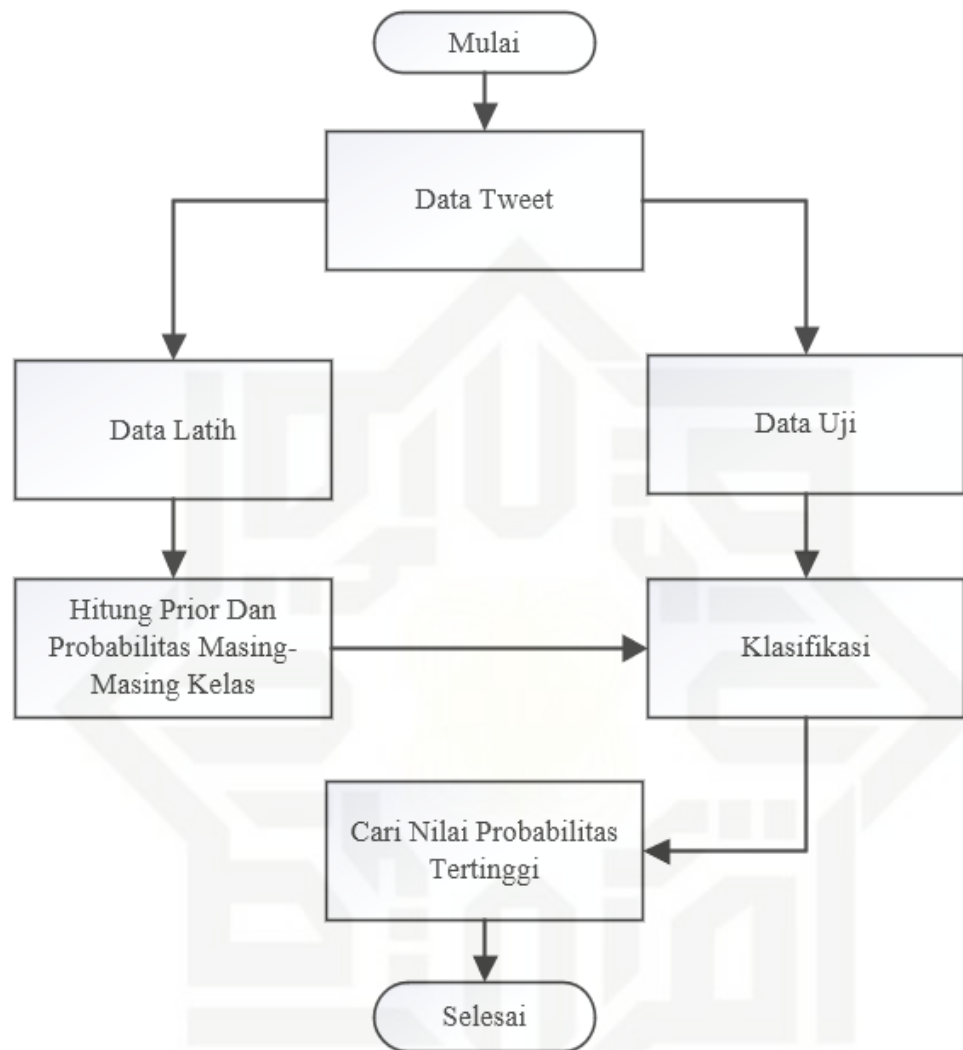 Mulai
Data Tweet
Data Latih
Data Uji
Hitung Prior Dan
Probabilitas Masing-
Masing Kelas
Klasifikasi
Cari Nilai Probabilitas
Tertinggi
Selesai